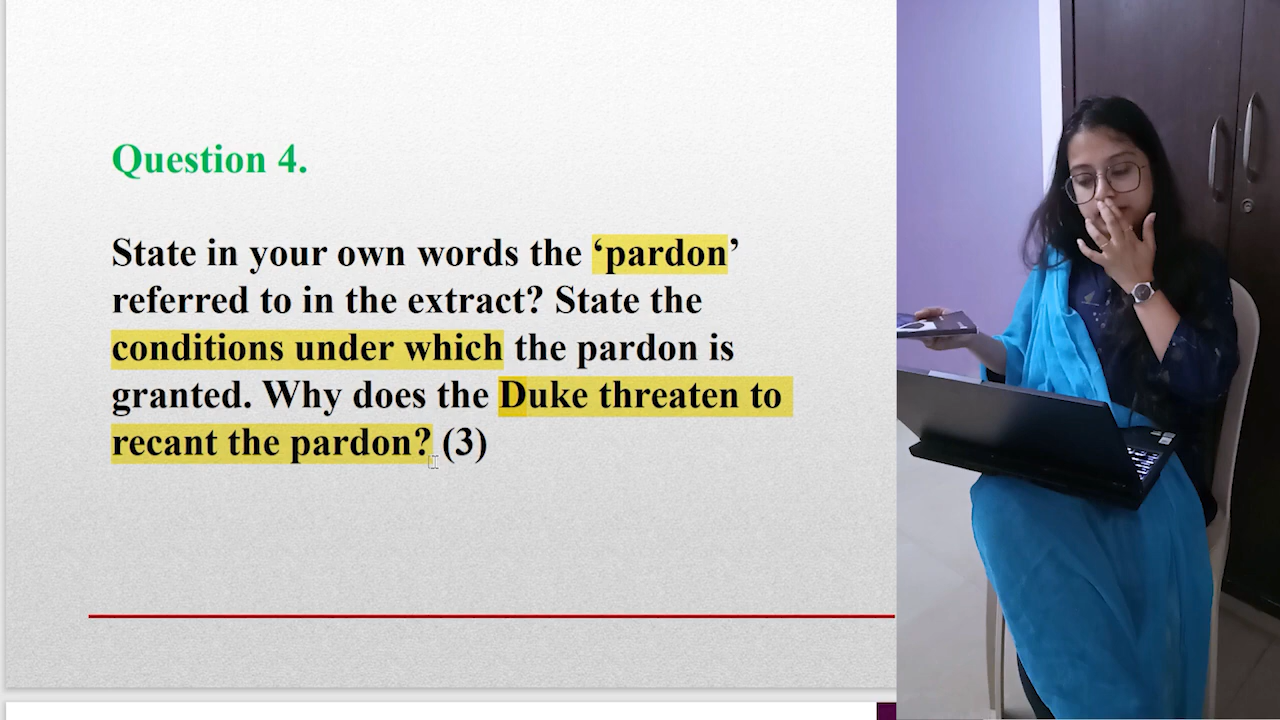 Question 4.
State in your own words the ‘pardon’
referred to in the extract? State the
conditions under which the pardon is
granted. Why does the Duke threaten to
recant the pardon? (3)